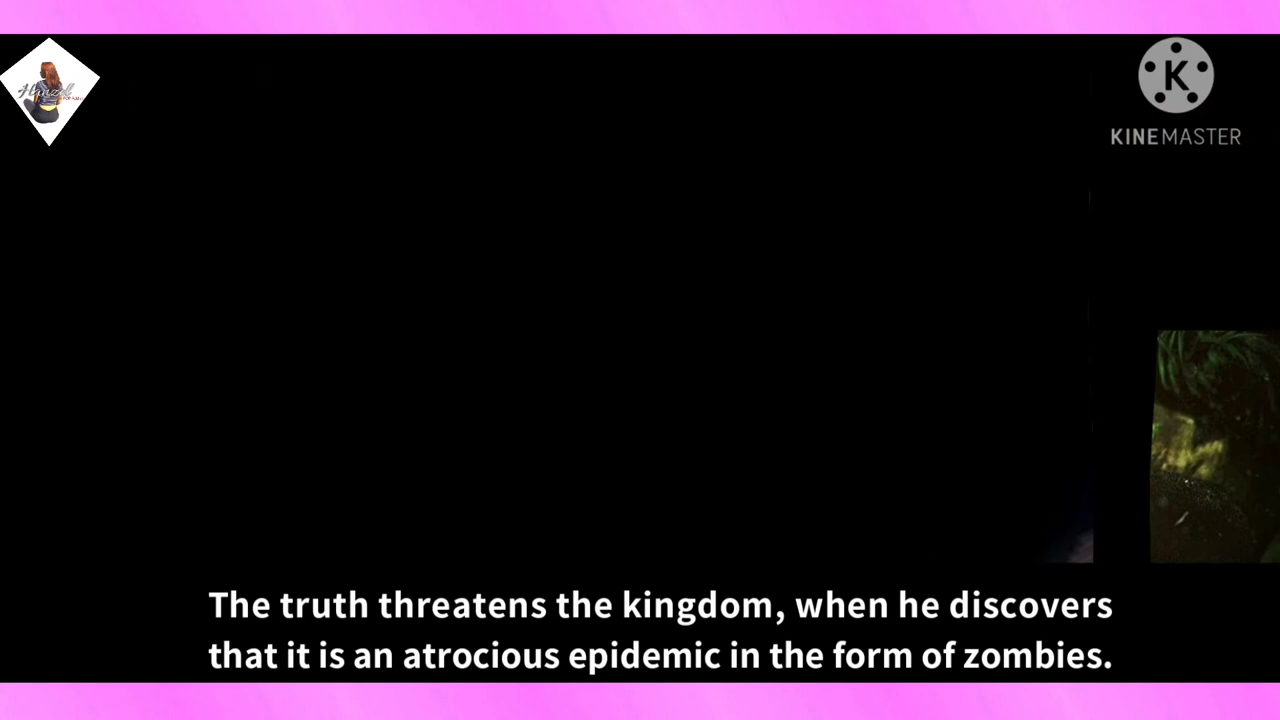 Hanzel
K
KINEMASTER
The truth threatens the kingdom, when he discovers
that it is an atrocious epidemic in the form of zombies.